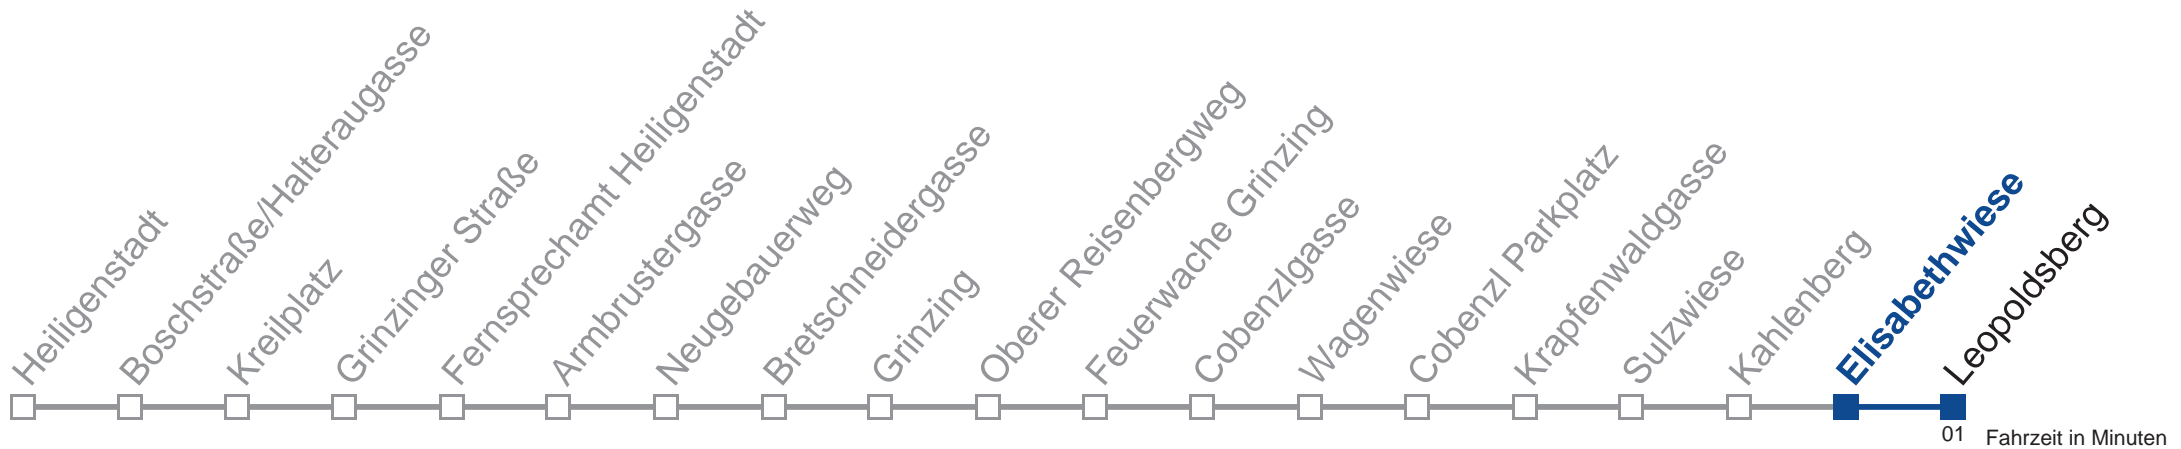 Heiligenstadt
Boschstraße/Halteraugasse
Kreilplatz
Grinzinger Straße
Fernsprechamt Heiligenstadt
Armbrustergasse
Neugebauerweg
Bretschneidergasse
Grinzing
Oberer Reisenbergweg
Feuerwache Grinzing
Cobenzlgasse
Wagenwiese
Cobenzl Parkplatz
Krapfenwaldgasse
Sulzwiese
Kahlenberg
Elisabethwiese
Leopoldsberg
01 Fahrzeit in Minuten